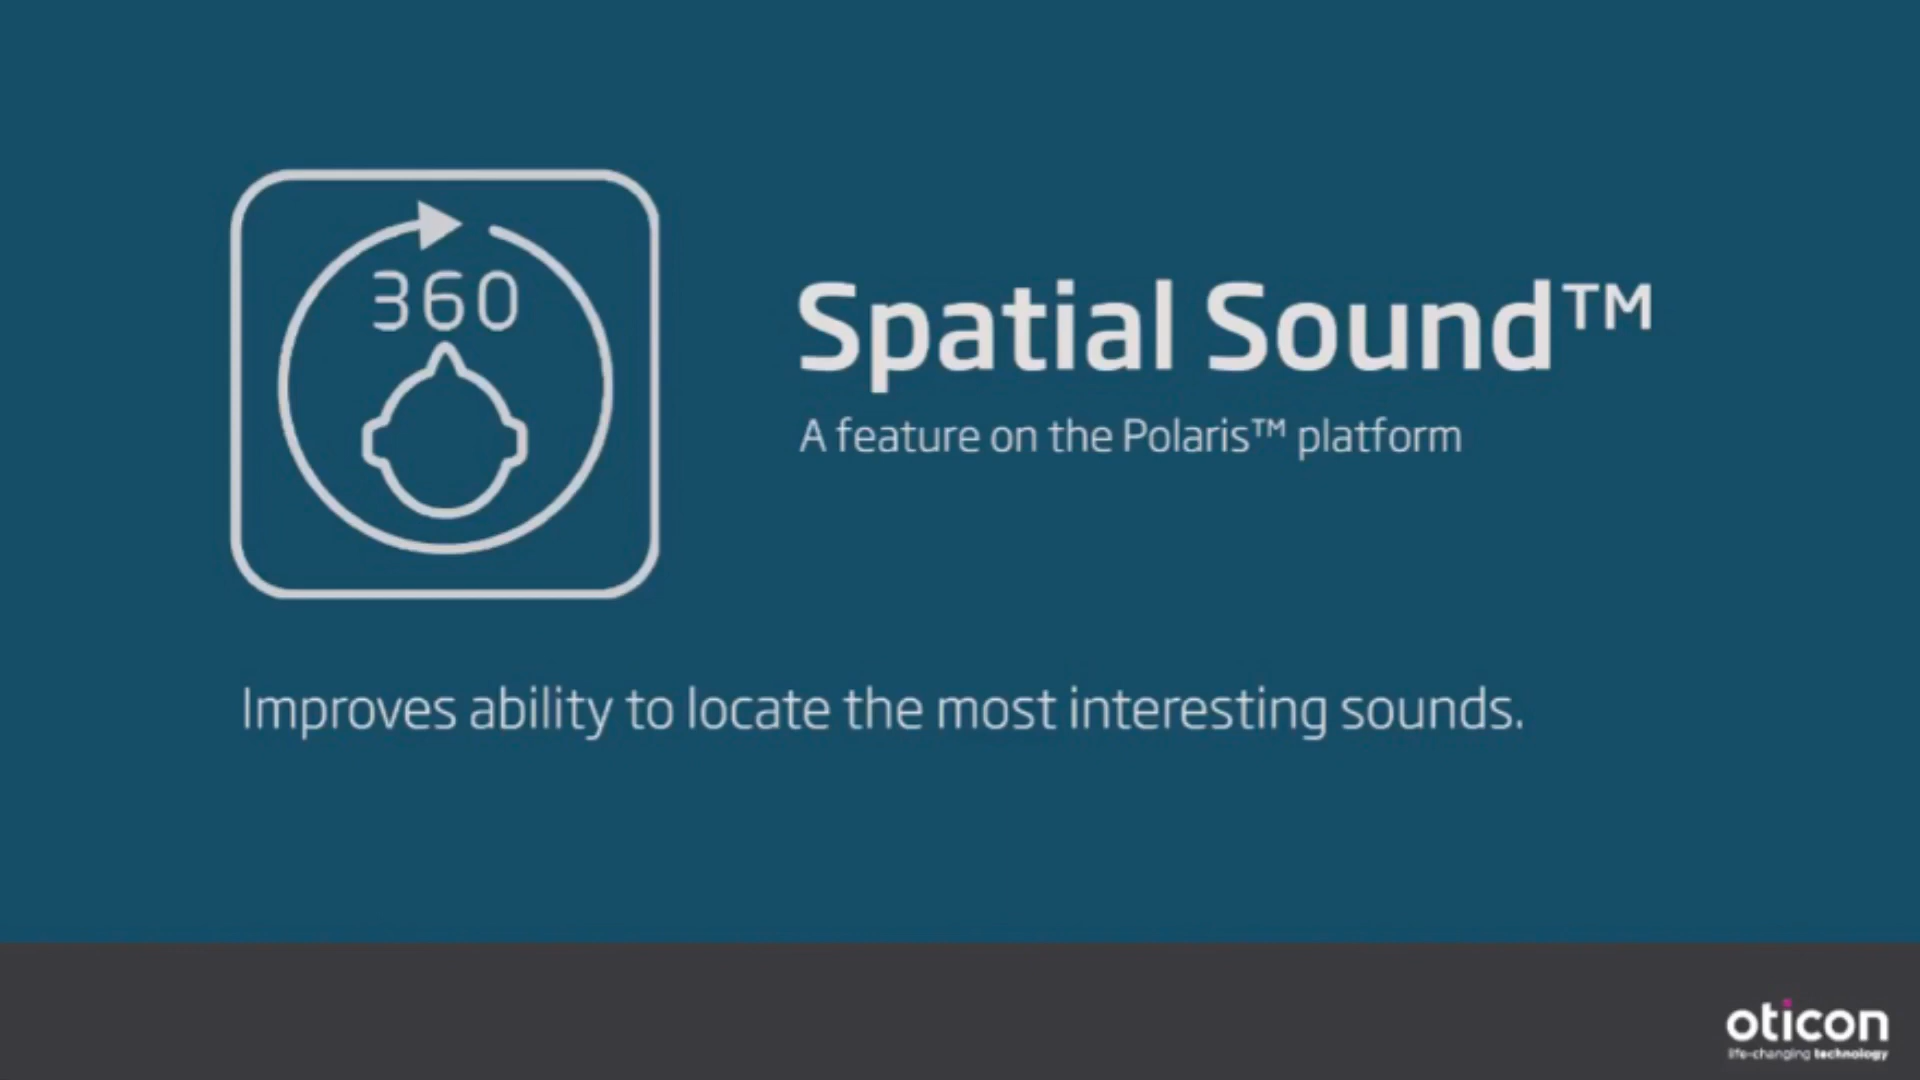 360
Spatial Sound™
A feature on the Polaris™ platform
Improves ability to locate the most interesting sounds.
oticon
life-changing technology